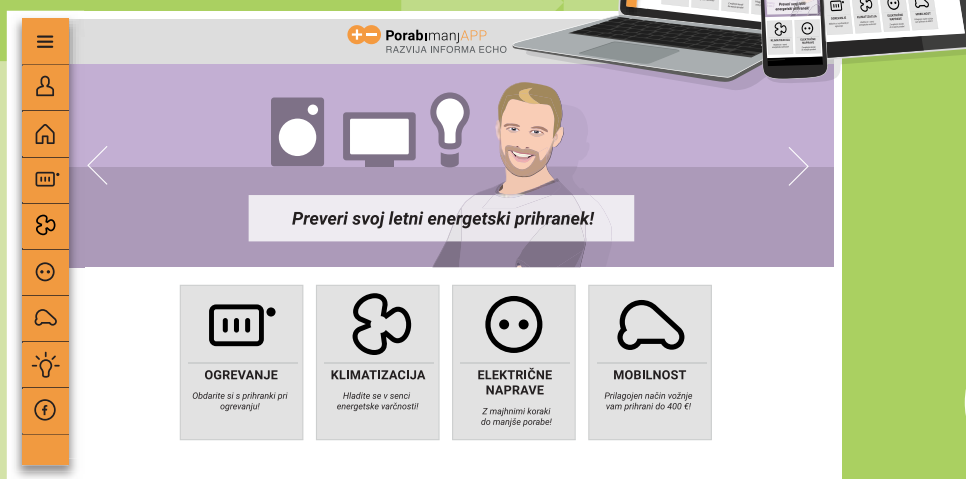 PorabimanjAPP
RAZVIJA INFORMA ECHO
Preveri svoj letni energetski prihranek!
OGREVANJE
Obdarite si s prihranki pri
ogrevanju!
KLIMATIZACIJA
Hladite se v senci
energetske varčnosti!
ELEKTRIČNE
NAPRAVE
Z majhnimi koraki
do manjše porabe!
MOBILNOST
Prilagojen način vožnje
vam prihrani do 400 €!